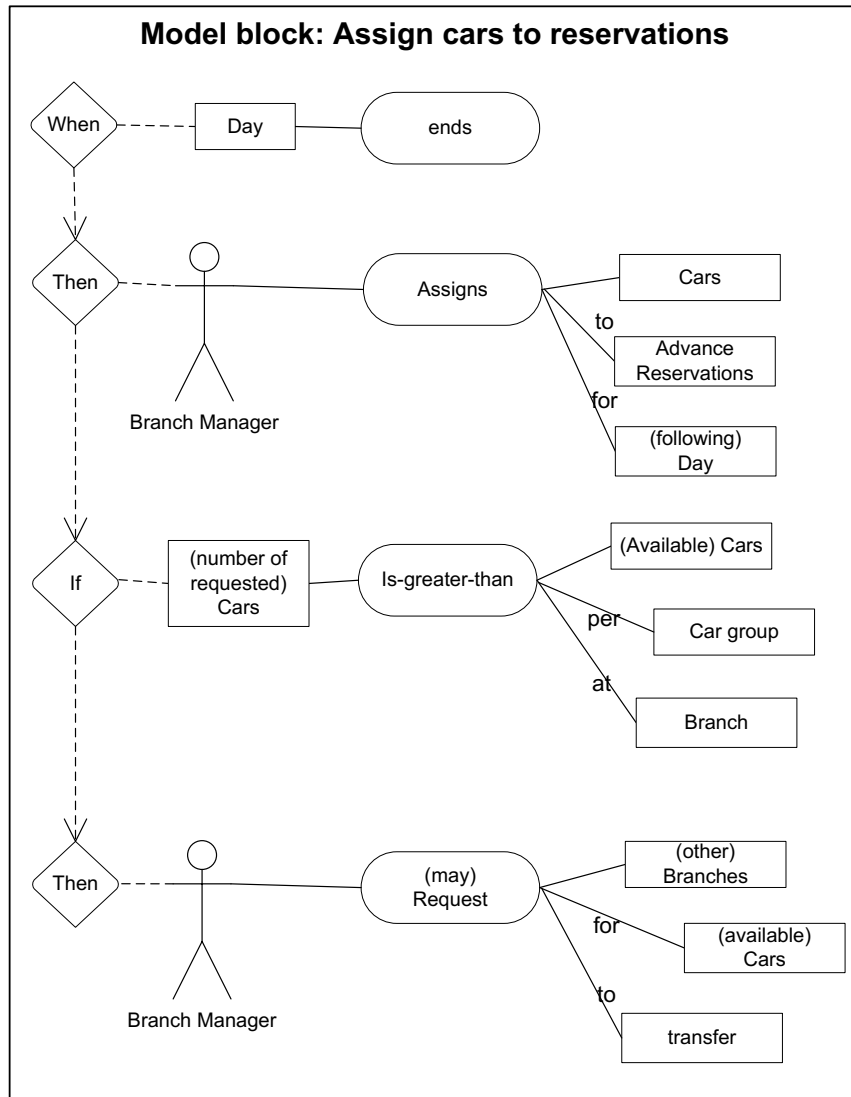 Model block: Assign cars to reservations
When
Day
ends
Then
Branch Manager
Assigns
Cars
to
Advance
Reservations
for
(following)
Day
If
(number of
requested)
Cars
Is-greater-than
(Available) Cars
per
Car group
at
Branch
Then
Branch Manager
(may)
Request
(other)
Branches
for
(available)
Cars
to
transfer